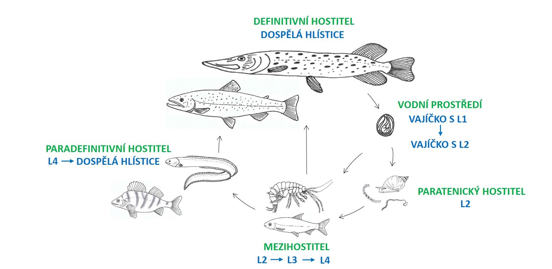 DEFINITIVNÍ HOSTITEL
DOSPĚLÁ HLÍSTICE
VODNÍ PROSTŘEDÍ
VAJÍČKO S L1
VAJÍČKO S L2
PARADEFINITIVNÍ HOSTITEL
L4 → DOSPĚLÁ HLÍSTICE
PARATENICKÝ HOSTITEL
L2
MEZIHOSTITEL
L2 → L3 → L4